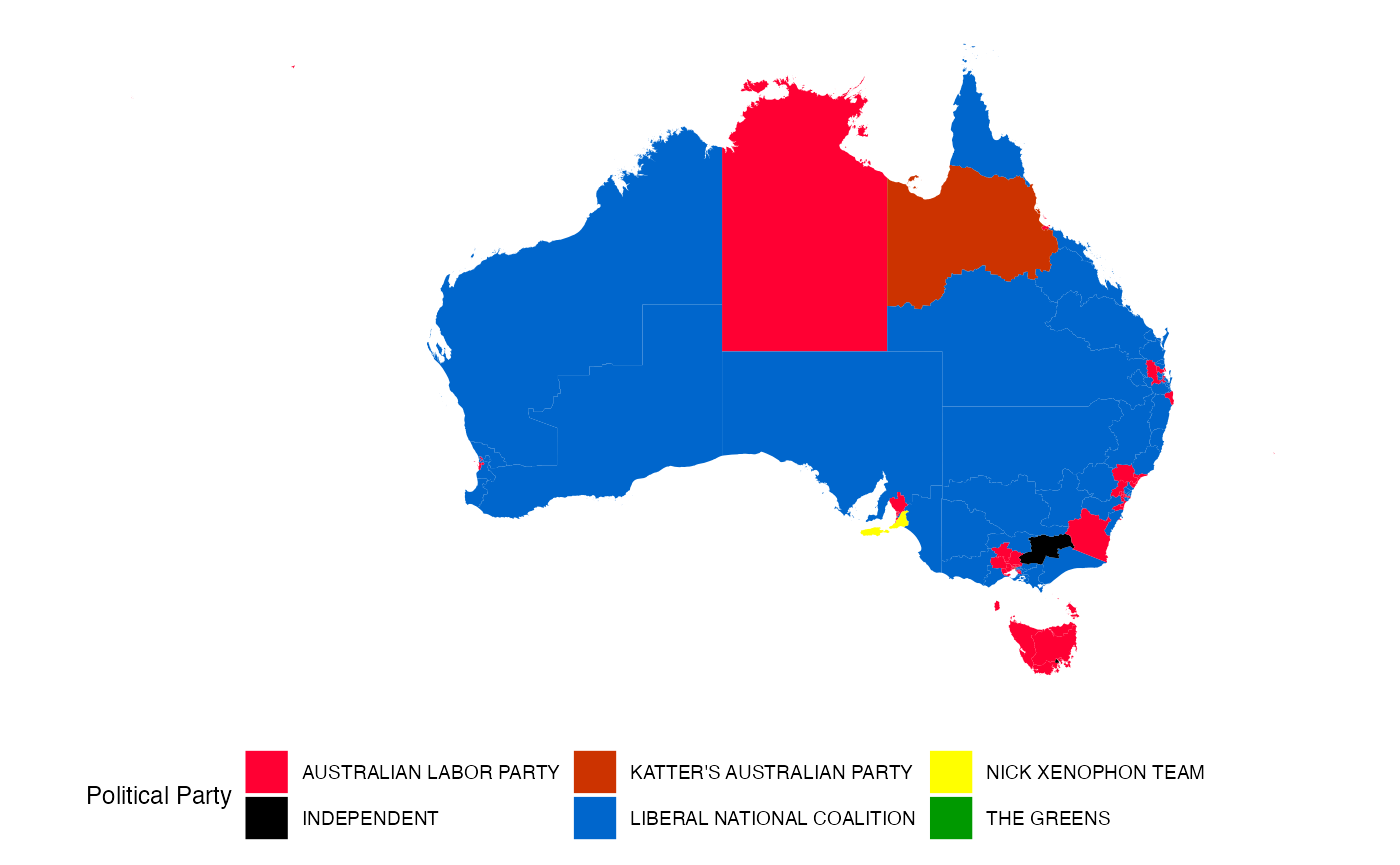 Political Party
AUSTRALIAN LABOR PARTY
KATTER'S AUSTRALIAN PARTY
NICK XENOPHON TEAM
INDEPENDENT
LIBERAL NATIONAL COALITION
THE GREENS